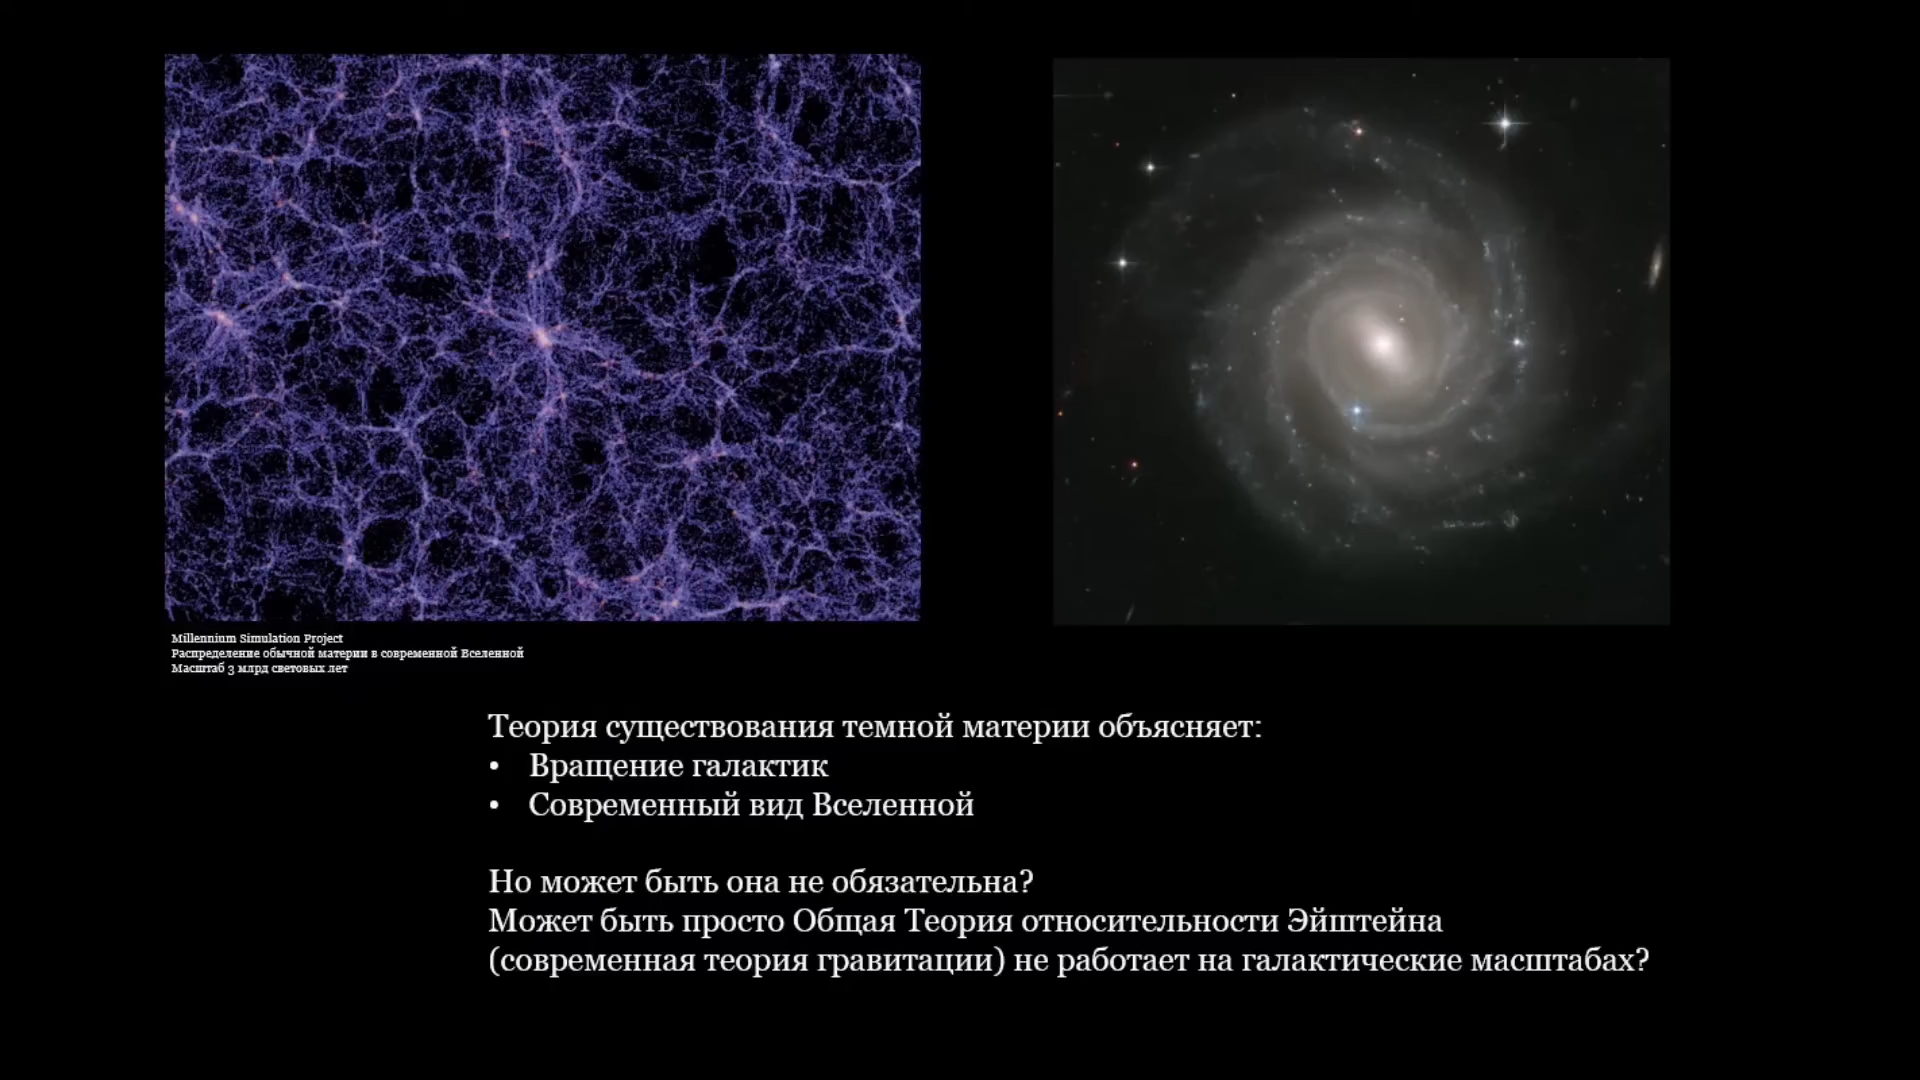 Millennium Simulation Project
Распределение обычной материи в современной Вселенной
Масштаб 3 млрд световых лет
Теория существования темной материи объясняет:
• Вращение галактик
• Современный вид Вселенной
Но может быть она не обязательна?
Может быть просто Общая Теория относительности Эйштейна
(современная теория гравитации) не работает на галактические масштабах?